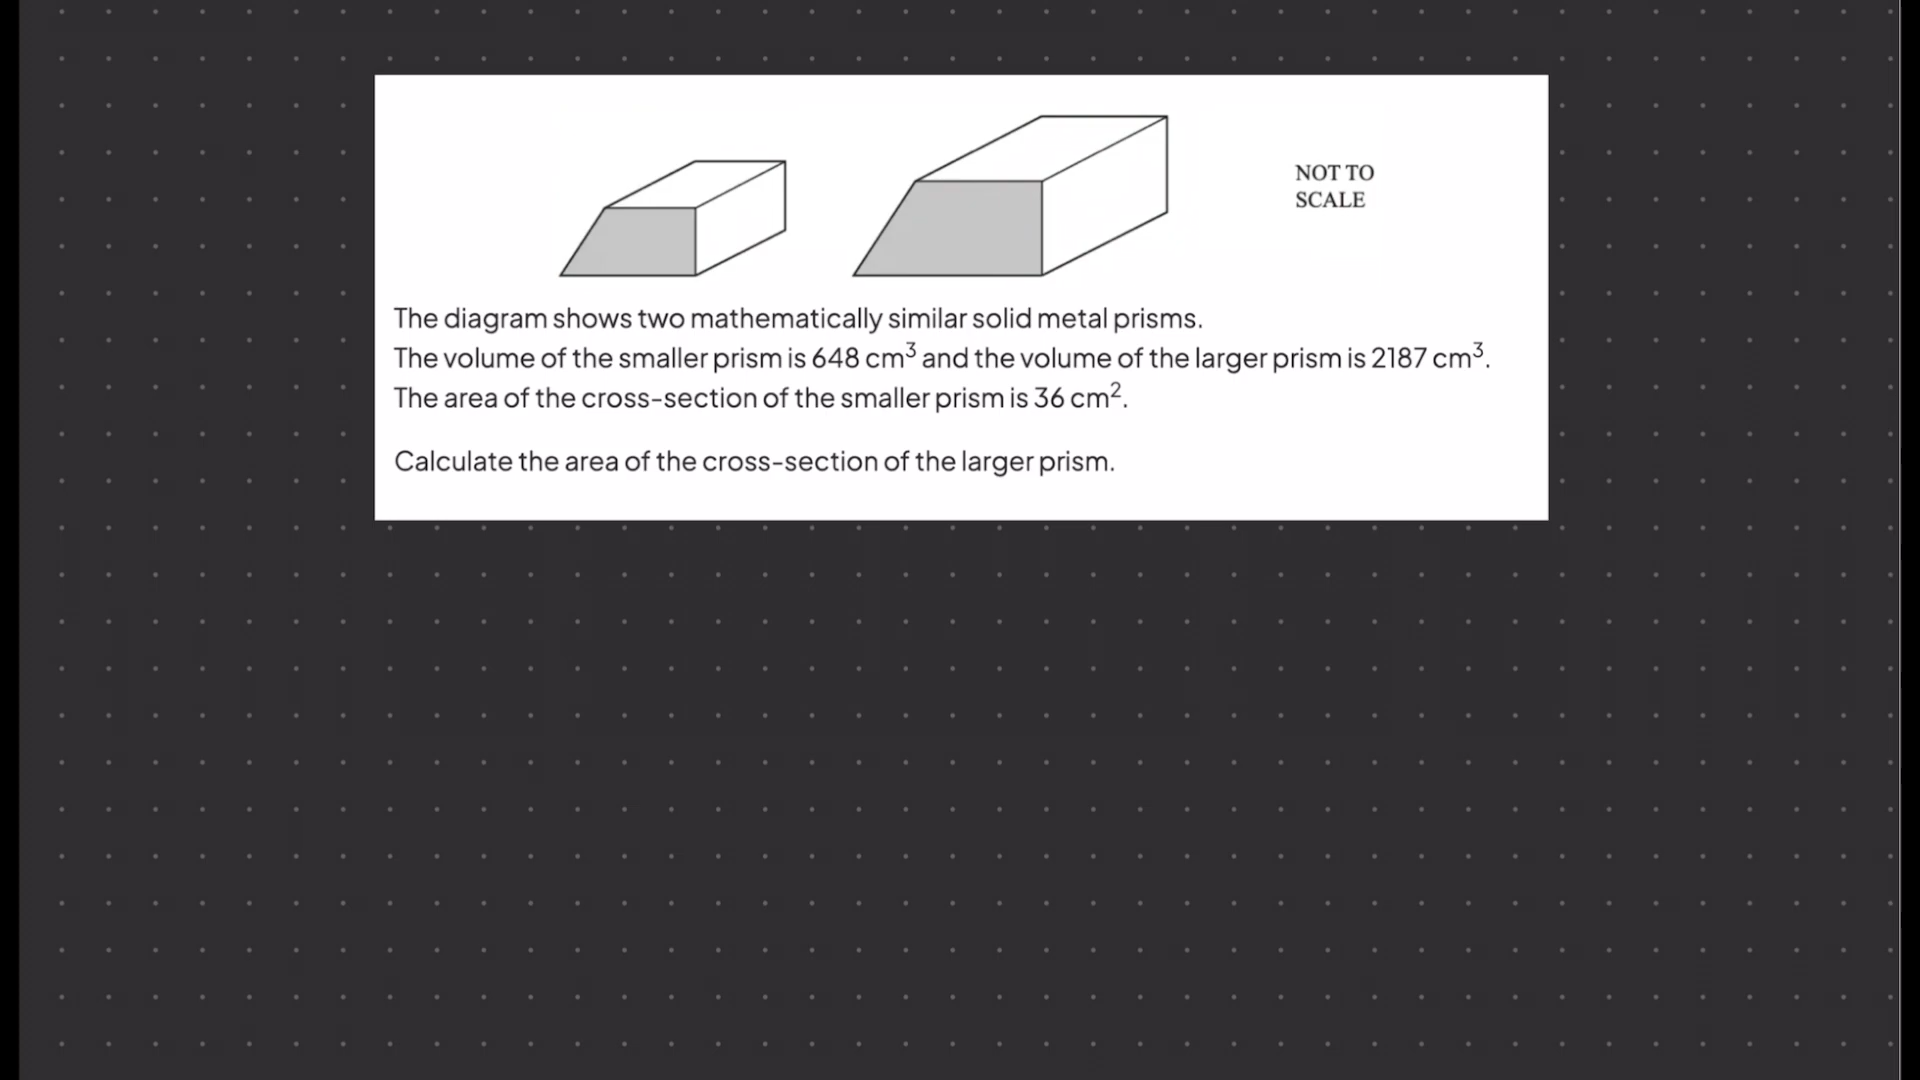 NOT TO
SCALE
The diagram shows two mathematically similar solid metal prisms.
The volume of the smaller prism is 648 cm³ and the volume of the larger prism is 2187 cm³.
The area of the cross-section of the smaller prism is 36 cm².
Calculate the area of the cross-section of the larger prism.